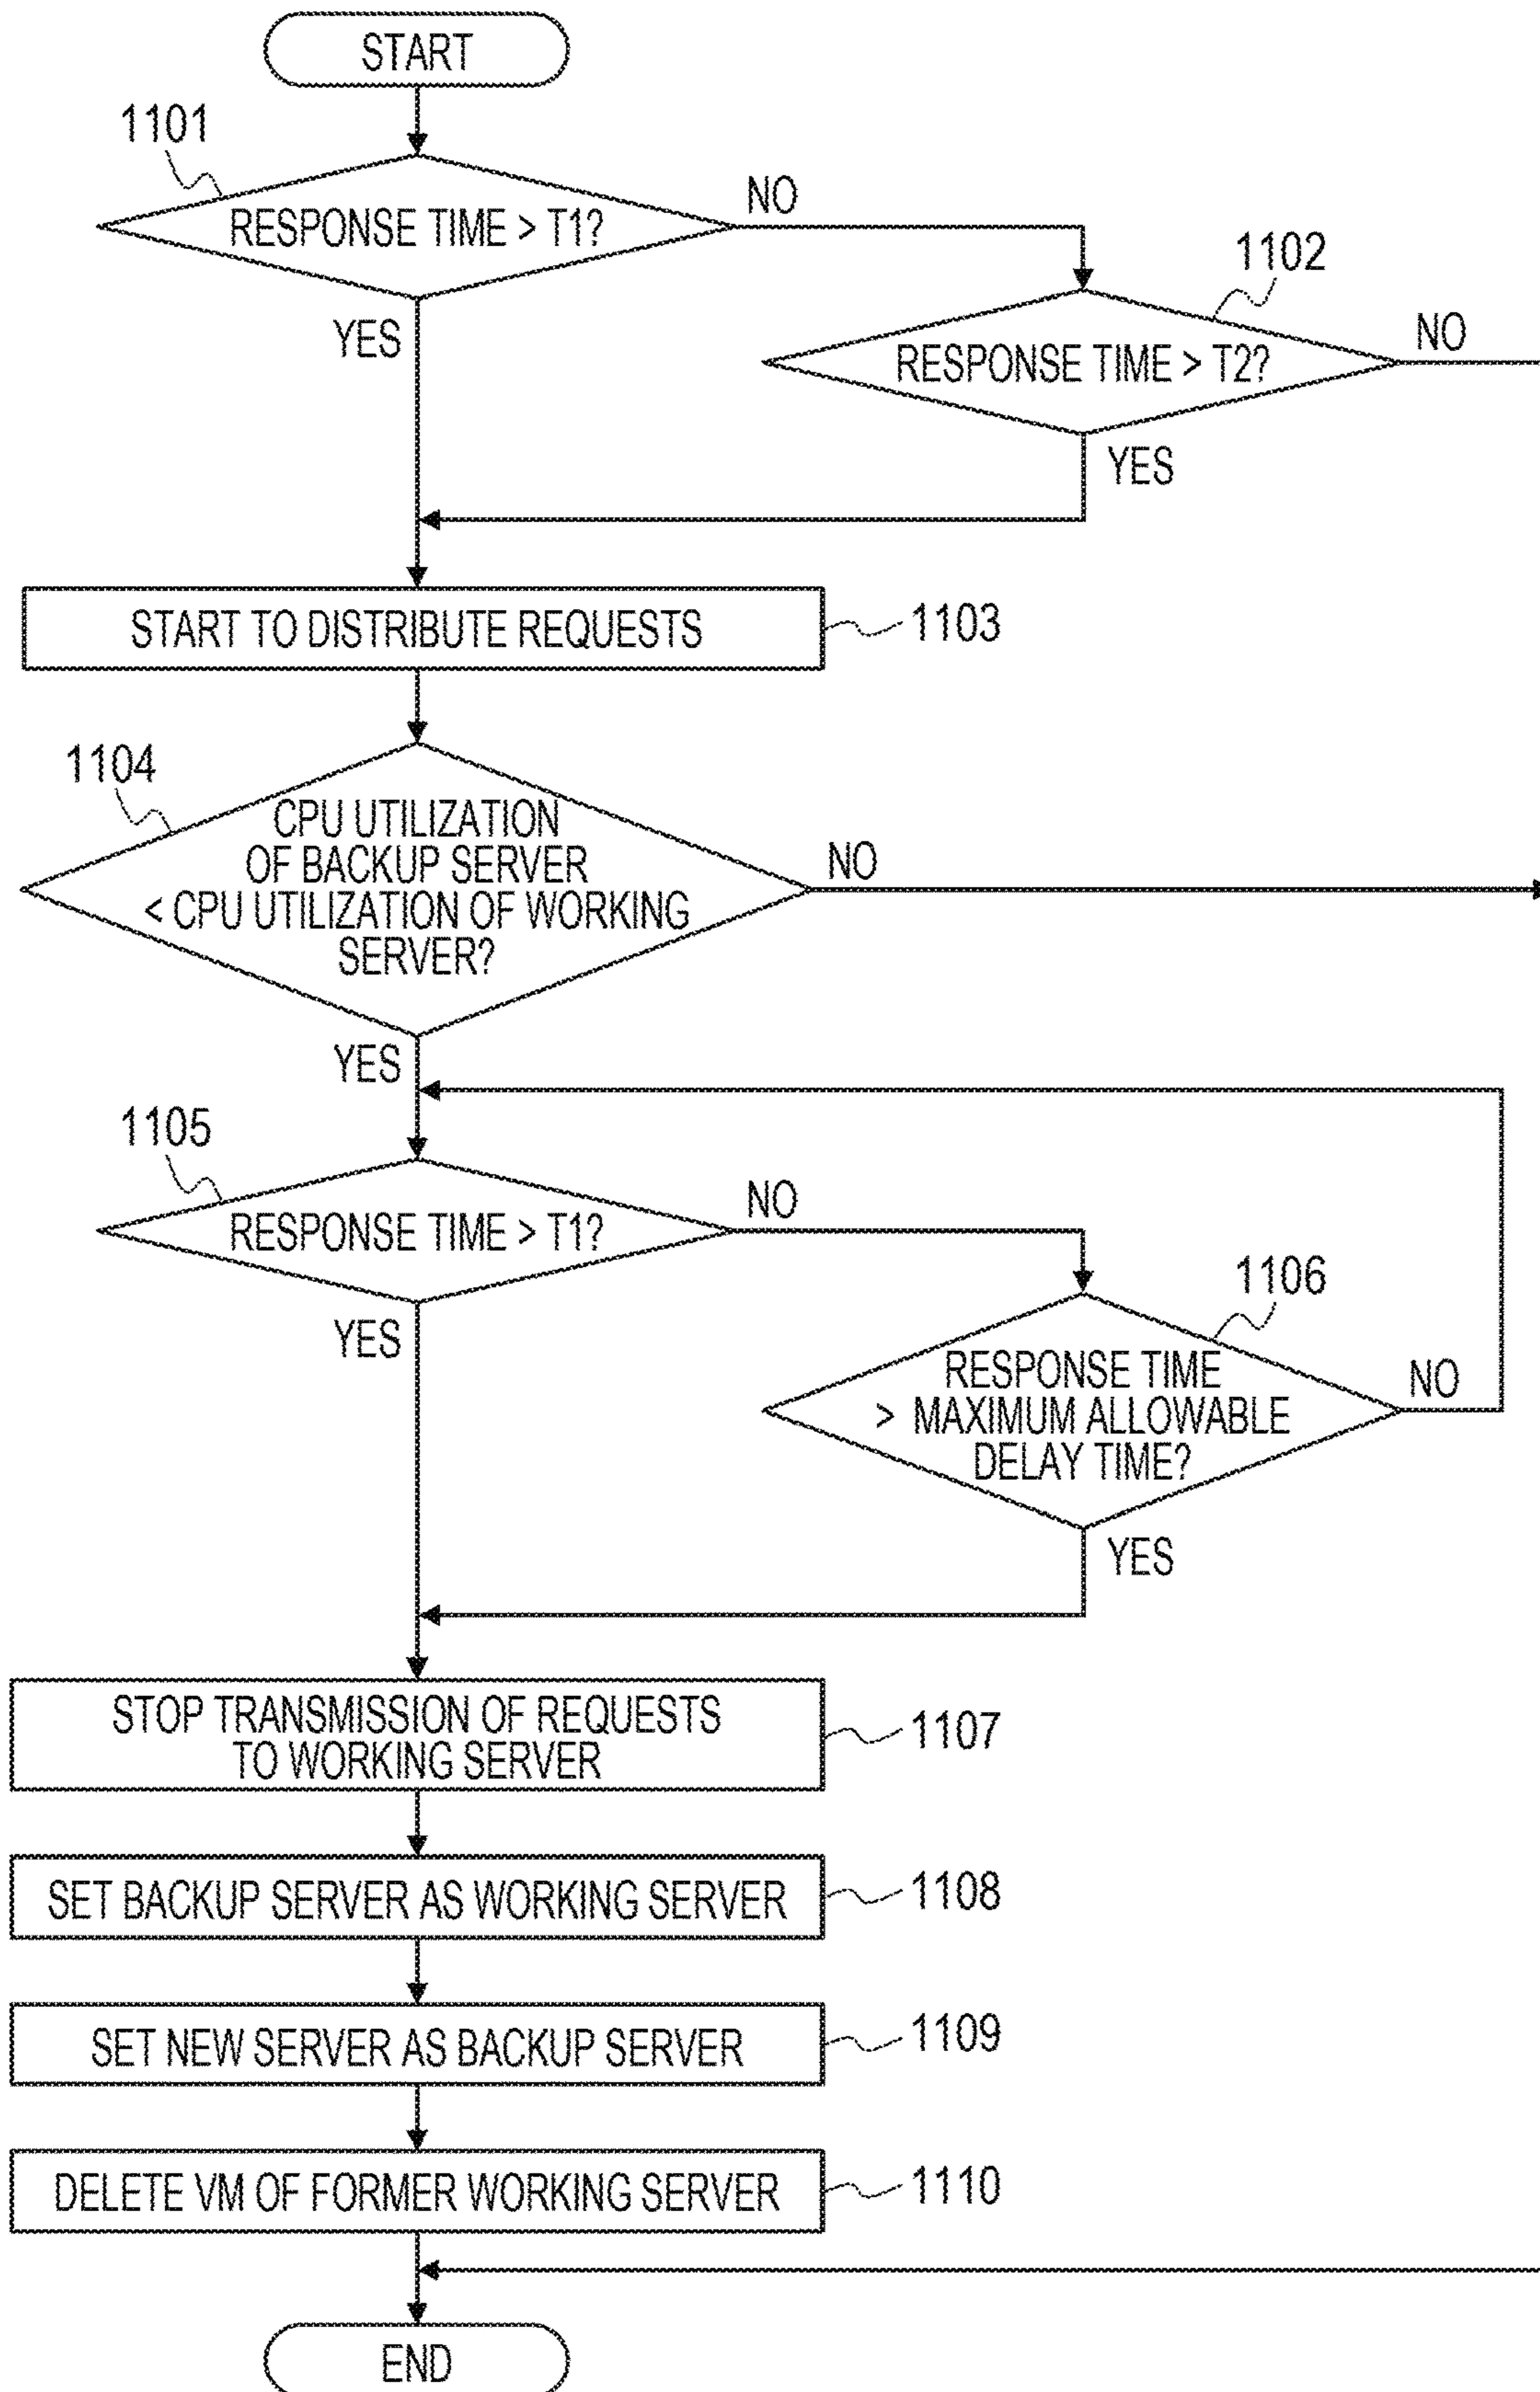 START
1101
RESPONSE TIME > T1?
NO
1102
YES
RESPONSE TIME > T2?
NO
YES
START TO DISTRIBUTE REQUESTS
1103
1104
CPU UTILIZATION
OF BACKUP SERVER
< CPU UTILIZATION OF WORKING
SERVER?
NO
YES
1105
RESPONSE TIME > T1?
NO
1106
YES
RESPONSE TIME
> MAXIMUM ALLOWABLE
DELAY TIME?
NO
YES
STOP TRANSMISSION OF REQUESTS
TO WORKING SERVER
1107
SET BACKUP SERVER AS WORKING SERVER
1108
SET NEW SERVER AS BACKUP SERVER
1109
DELETE VM OF FORMER WORKING SERVER
1110
END